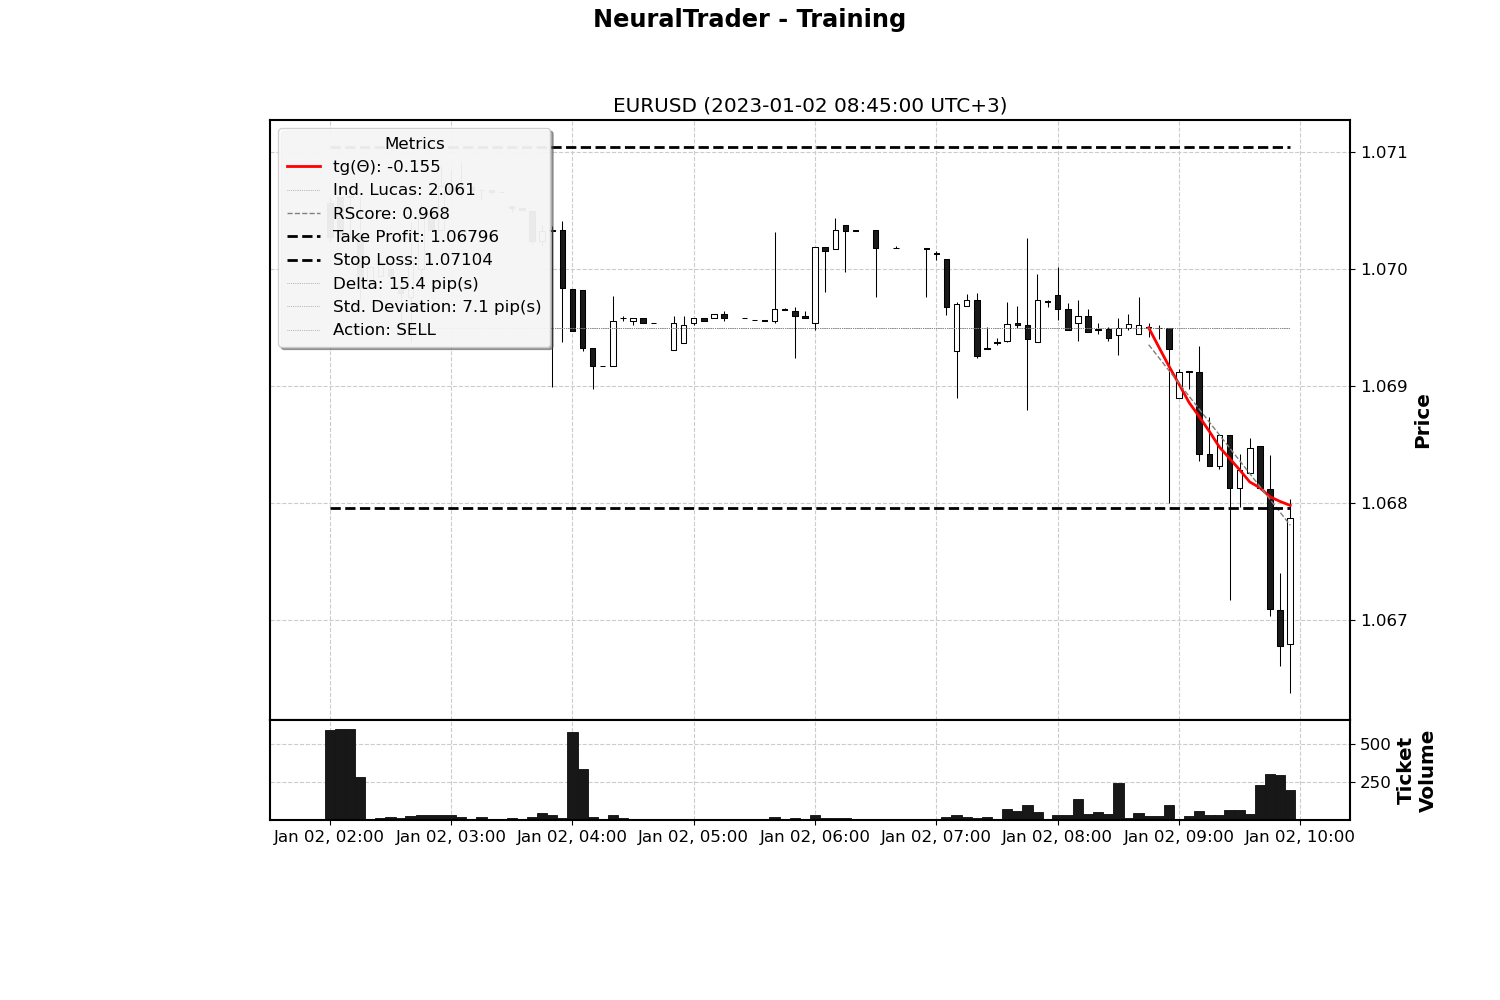 NeuralTrader - Training
EURUSD (2023-01-02 08:45:00 UTC+3)
Metrics
tg(Θ): -0.155
Ind. Lucas: 2.061
RScore: 0.968
Take Profit: 1.06796
Stop Loss: 1.07104
Delta: 15.4 pip(s)
Std. Deviation: 7.1 pip(s)
Action: SELL
1.071
1.070
1.069
1.068
1.067
Price
500
250
Ticket
Volume
Jan 02, 02:00 Jan 02, 03:00 Jan 02, 04:00 Jan 02, 05:00 Jan 02, 06:00 Jan 02, 07:00 Jan 02, 08:00 Jan 02, 09:00 Jan 02, 10:00